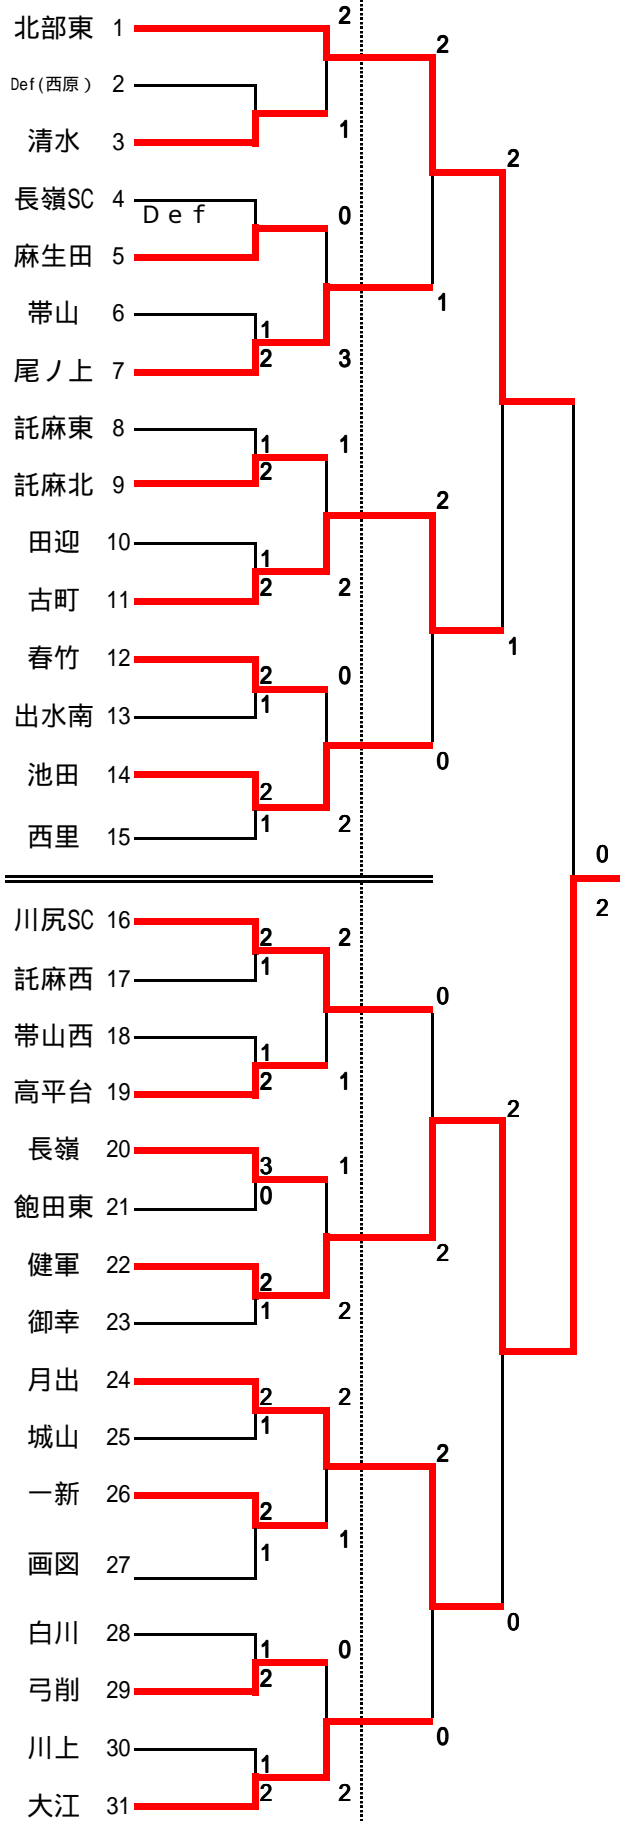 2
北部東 1
2
Def(西原) 2
1
清水 3
2
長嶺SC 4
Def
0
麻生田 5
帯山 6
1
1
2
3
尾ノ上 7
託麻東 8
1
1
2
託麻北 9
2
田迎 10
1
2
2
古町 11
1
春竹 12
2
0
1
出水南 13
0
池田 14
2
1
2
西里 15
0
2
川尻SC 16
2
2
1
託麻西 17
0
帯山西 18
1
2
1
高平台 19
2
長嶺 20
3
1
0
飽田東 21
2
健軍 22
2
1
2
御幸 23
月出 24
2
2
1
城山 25
2
一新 26
2
1
1
画図 27
0
白川 28
1
0
2
弓削 29
0
川上 30
1
2
2
大江 31